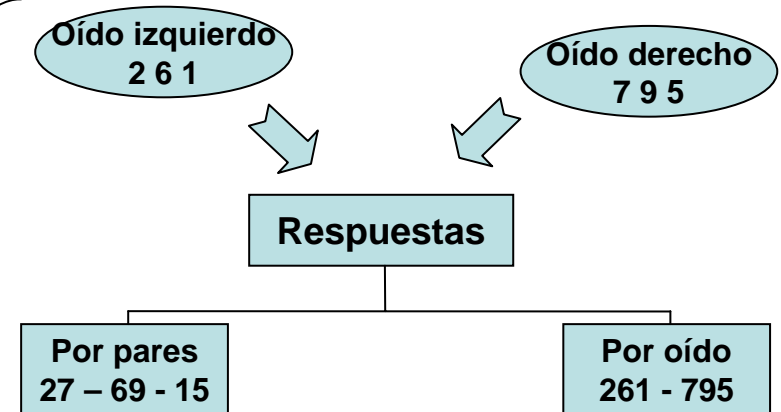 Oído izquierdo
2 6 1
Oído derecho
7 9 5
Respuestas
Por pares
27 – 69 - 15
Por oído
261 - 795